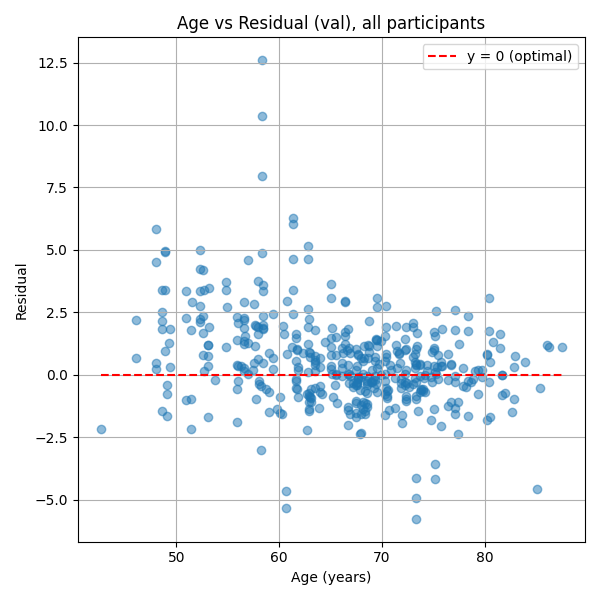 Age vs Residual (val), all participants
y = 0 (optimal)
12.5
10.0
7.5
5.0
2.5
0.0
−2.5
−5.0
Residual
50 60 70 80
Age (years)